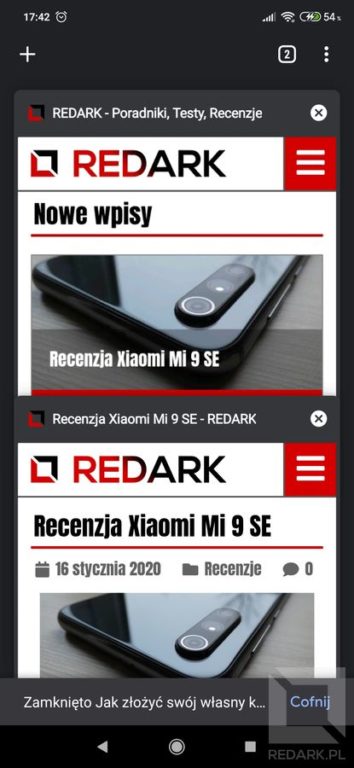 17:42
54%
+
2
REDARK - Poradniki, Testy, Recenzje
REDARK
Nowe wpisy
Recenzja Xiaomi Mi 9 SE
Recenzja Xiaomi Mi 9 SE - REDARK
REDARK
Recenzja Xiaomi Mi 9 SE
16 stycznia 2020 Recenzje 0
Zamknięto Jak złożyć swój własny k... Cofnij
REDARK.PL